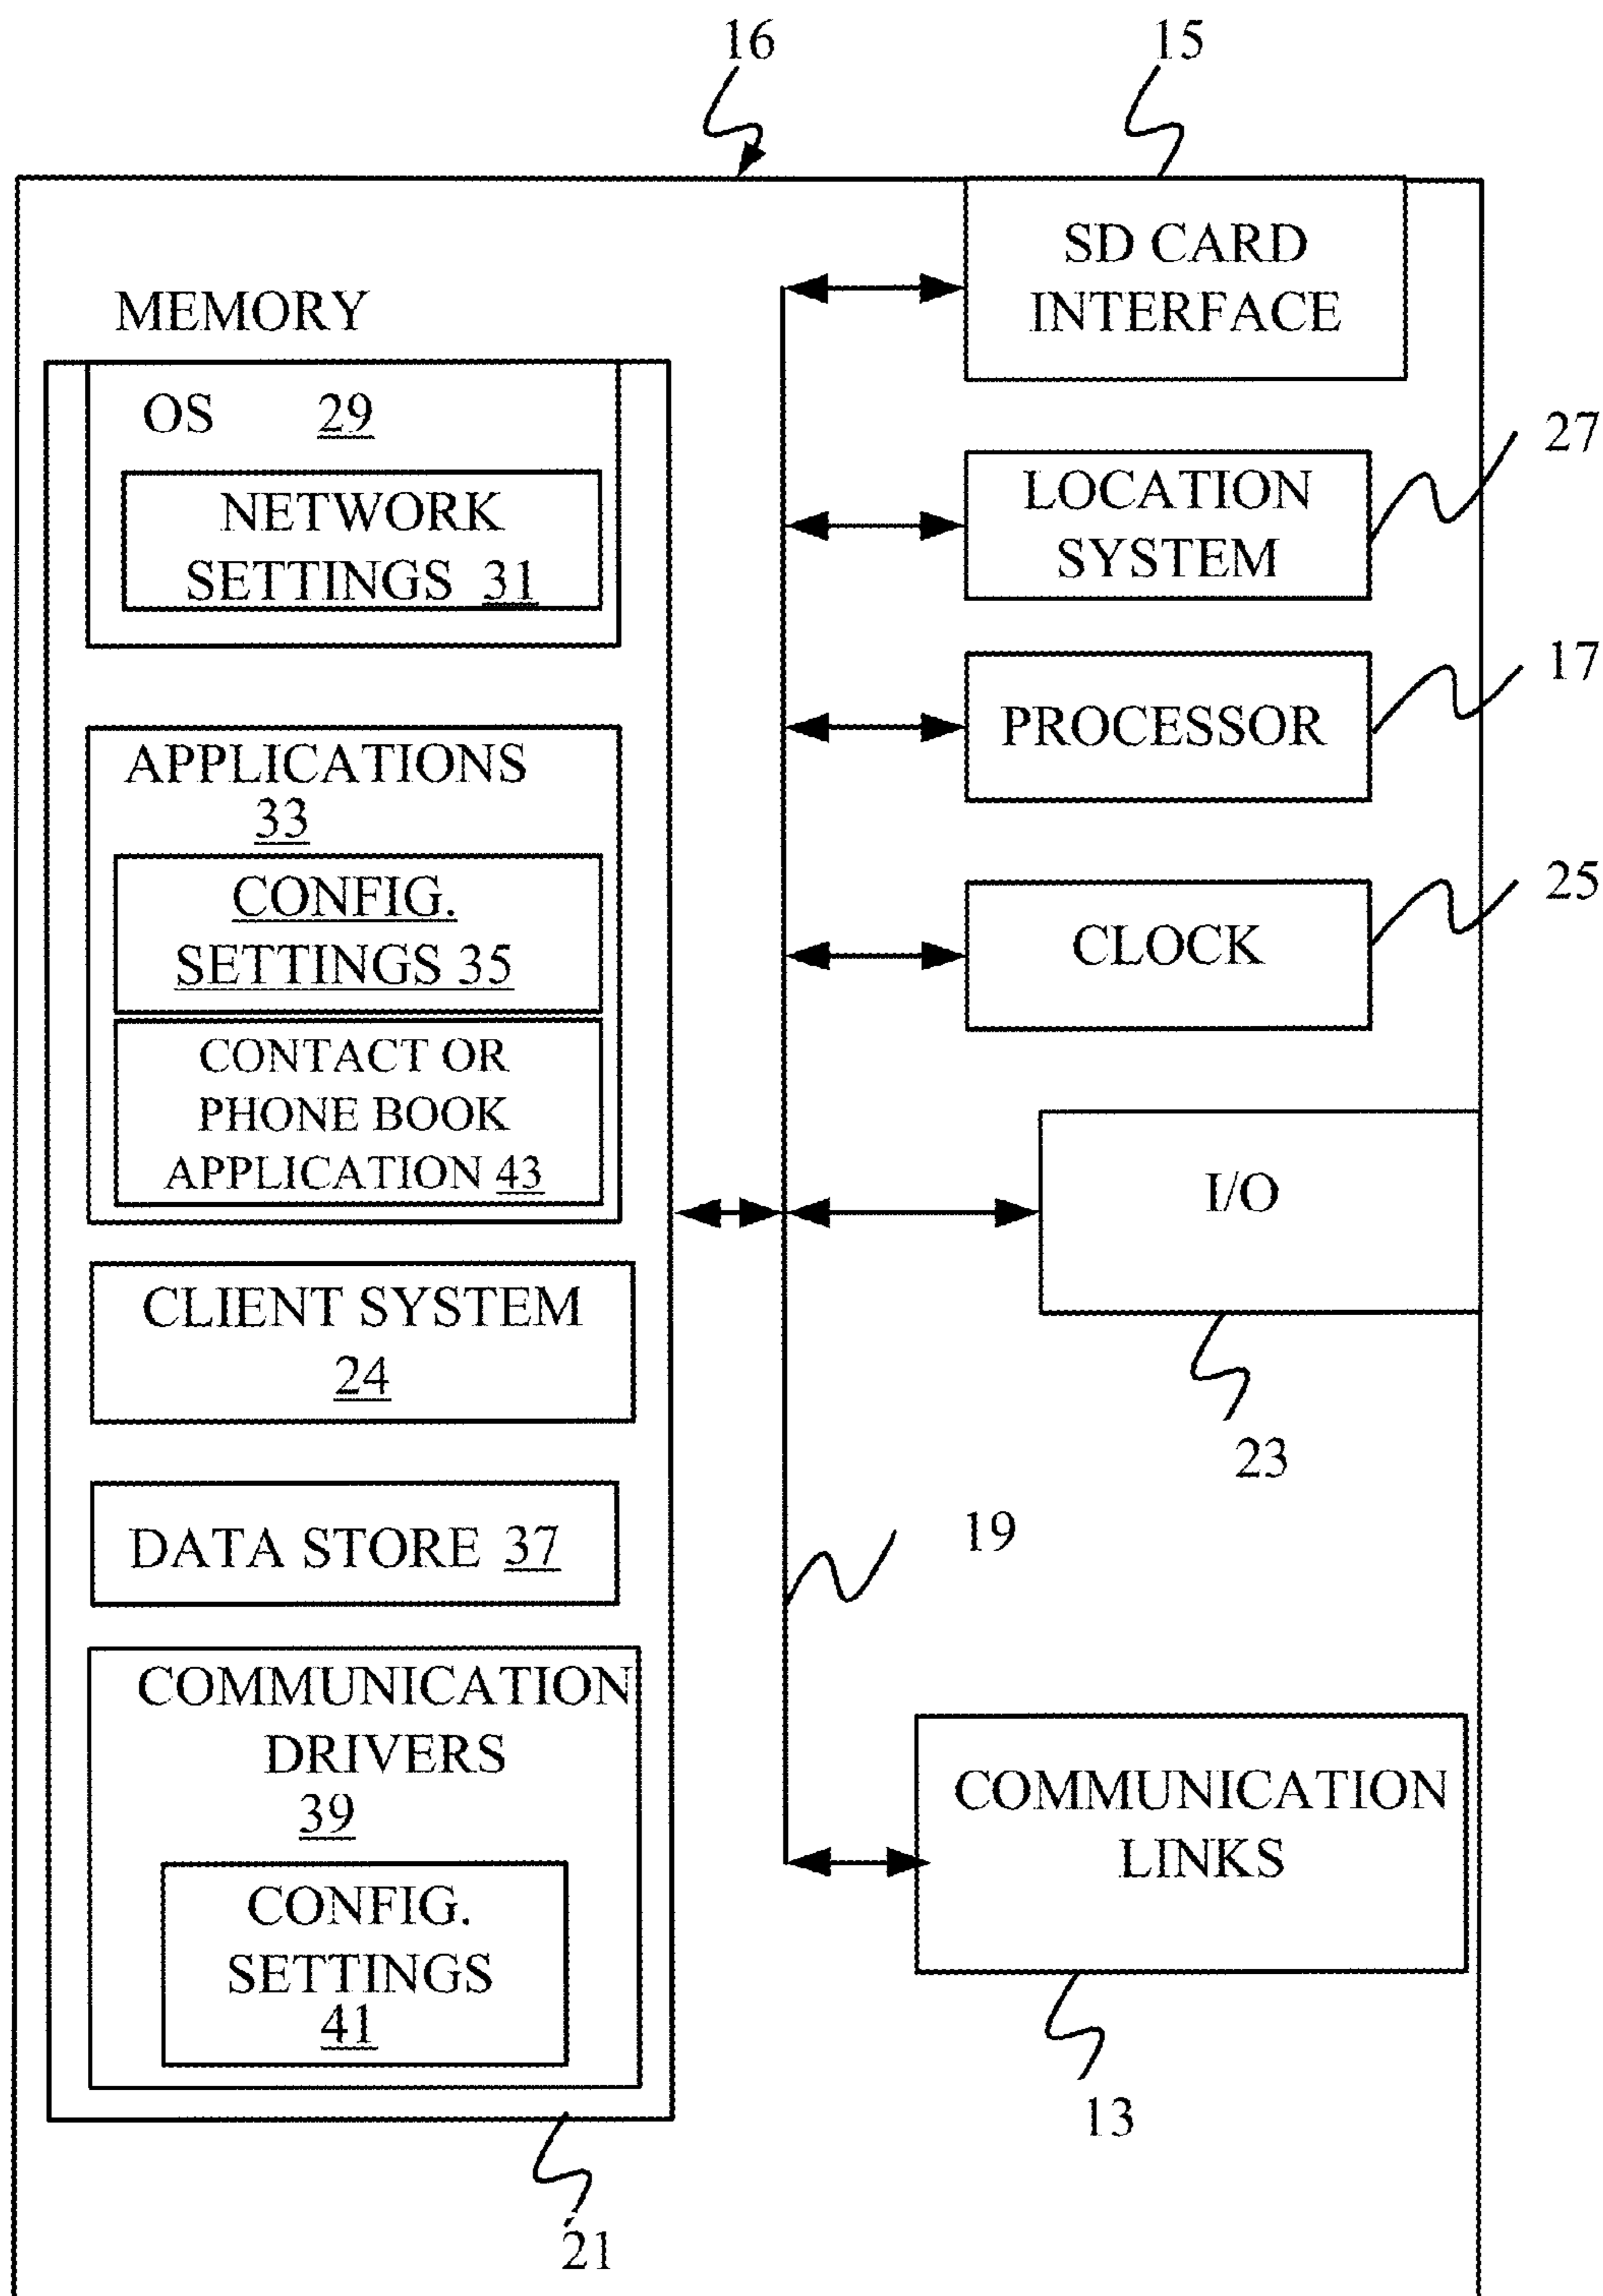 16
15
SD CARD
INTERFACE
MEMORY
OS 29
NETWORK
SETTINGS 31
APPLICATIONS
33
CONFIG.
SETTINGS 35
CONTACT OR
PHONE BOOK
APPLICATION 43
CLIENT SYSTEM
24
DATA STORE 37
COMMUNICATION
DRIVERS
39
CONFIG.
SETTINGS
41
21
LOCATION
SYSTEM
27
PROCESSOR
17
CLOCK
25
I/O
23
19
COMMUNICATION
LINKS
13